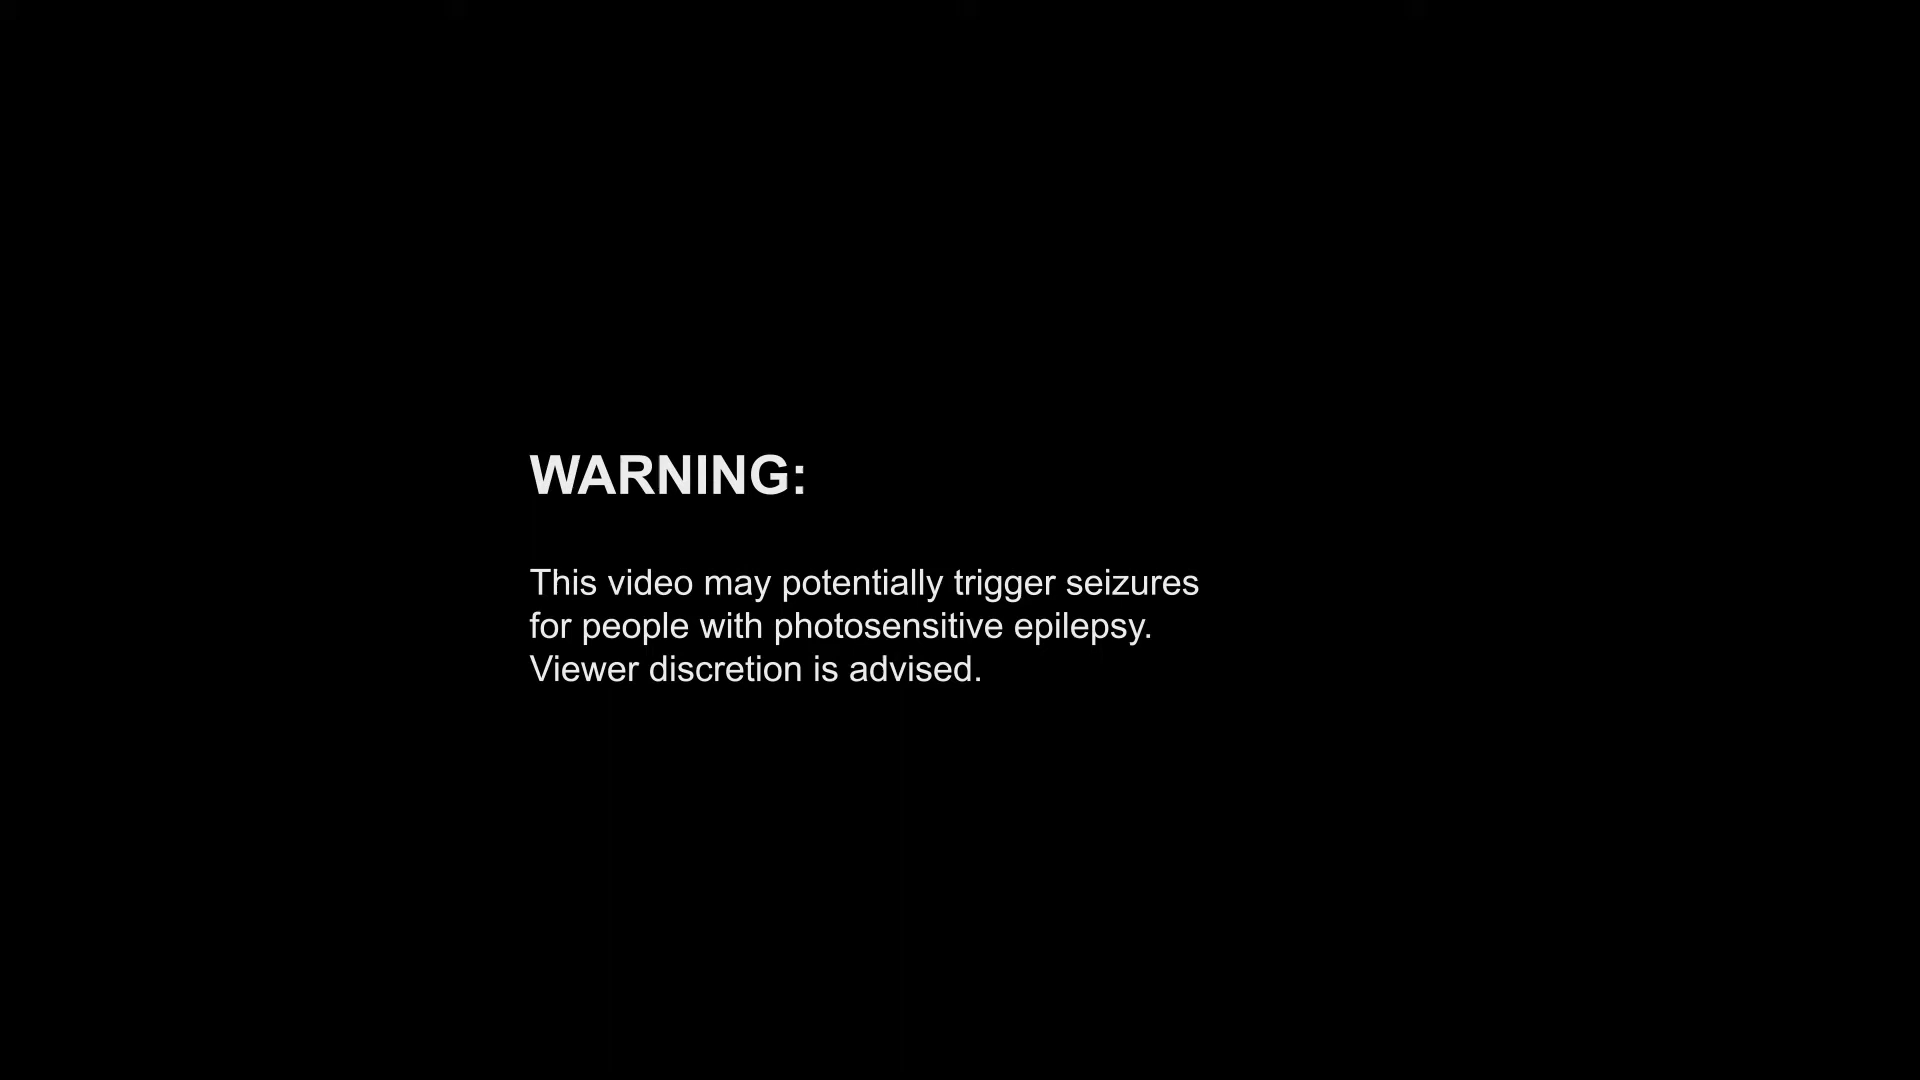 WARNING:
This video may potentially trigger seizures
for people with photosensitive epilepsy.
Viewer discretion is advised.